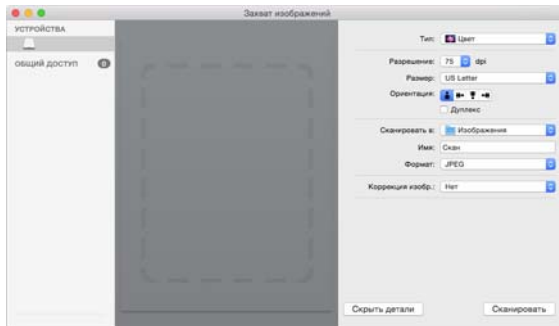 Захват изображений
УСТРОЙСТВА
ОБЩИЙ ДОСТУП 0
Тип: Цвет
Разрешение: 75 dpi
Размер: US Letter
Ориентация:
Дуплекс
Сканировать в: Изображения
Имя: Скан
Формат: JPEG
Коррекция изобр.: Нет
Скрыть детали Сканировать